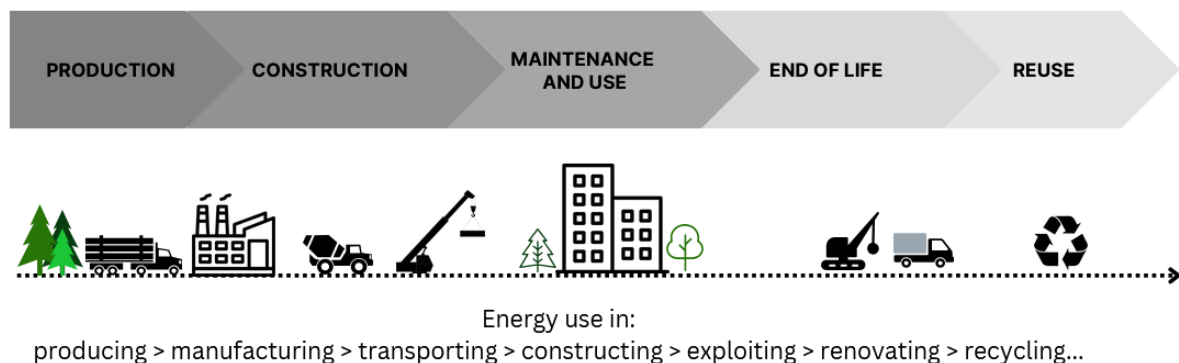 PRODUCTION
CONSTRUCTION
MAINTENANCE
AND USE
END OF LIFE
REUSE
Energy use in:
producing > manufacturing > transporting > constructing > exploiting > renovating > recycling...